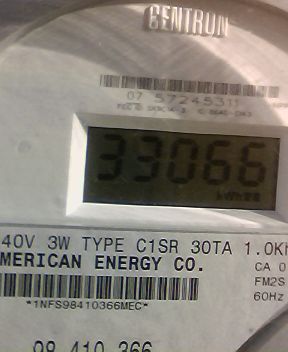 CENTRON
07 57245311
33066
40V 3W TYPE C1SR 30TA 1.0K
MERICAN ENERGY CO.
CA 0
FM2S
60Hz
*1NFS98410366MEC*
98 410 366